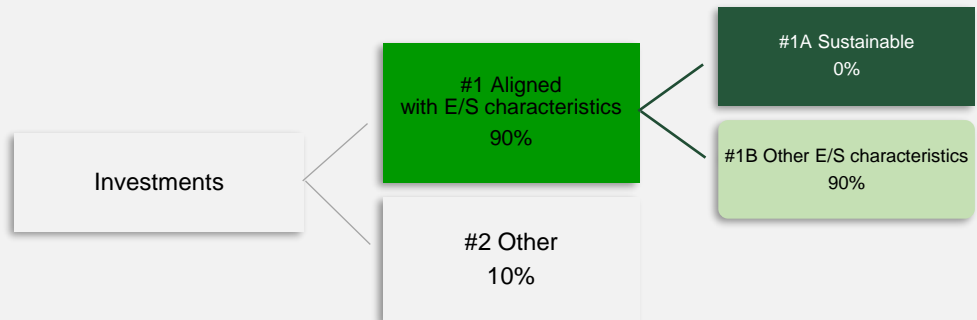 Investments
#1 Aligned
with E/S characteristics
90%
#2 Other
10%
#1A Sustainable
0%
#1B Other E/S characteristics
90%